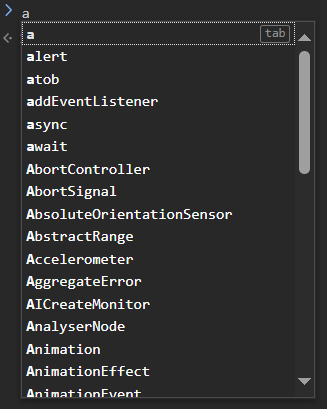 a
a tab
alert
atob
addEventListener
async
await
AbortController
AbortSignal
AbsoluteOrientationSensor
AbstractRange
Accelerometer
AggregateError
AICreateMonitor
AnalyserNode
Animation
AnimationEffect
AnimationEvent